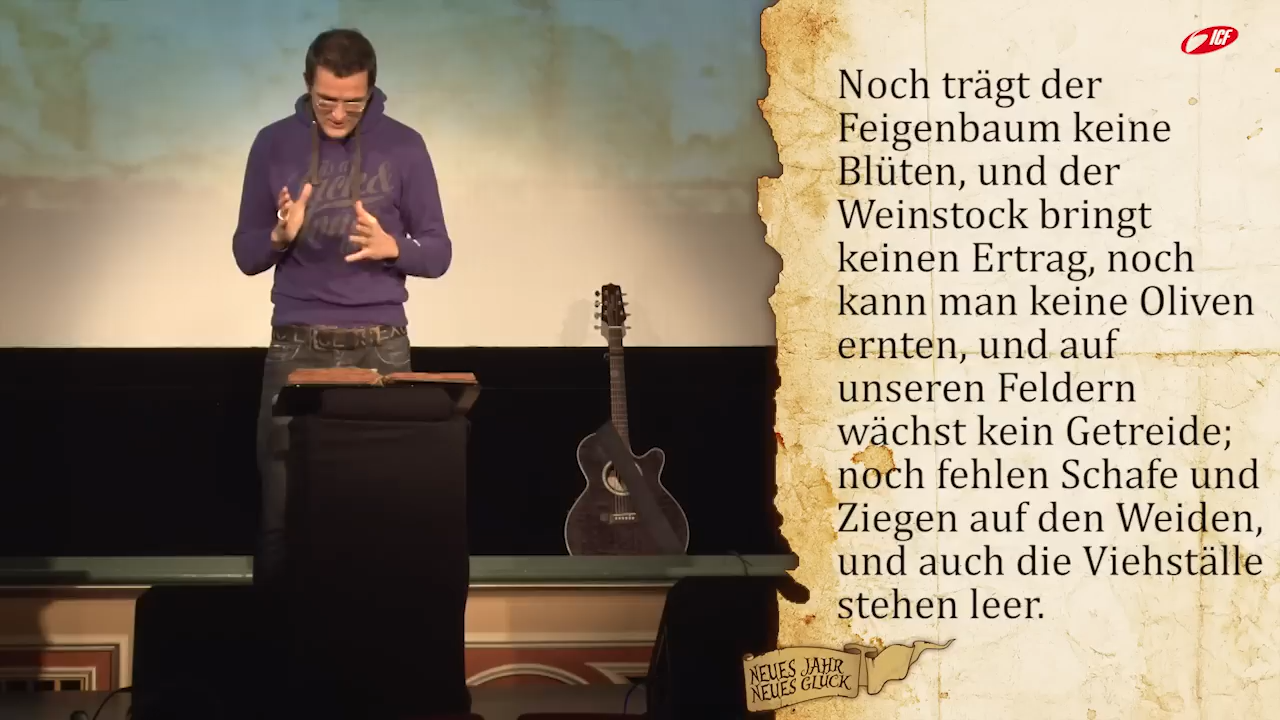 ICF
Noch trägt der
Feigenbaum keine
Blüten, und der
Weinstock bringt
keinen Ertrag, noch
kann man keine Oliven
ernten, und auf
unseren Feldern
wächst kein Getreide;
noch fehlen Schafe und
Ziegen auf den Weiden,
und auch die Viehställe
stehen leer.
NEUES JAHR
NEUES GLÜCK